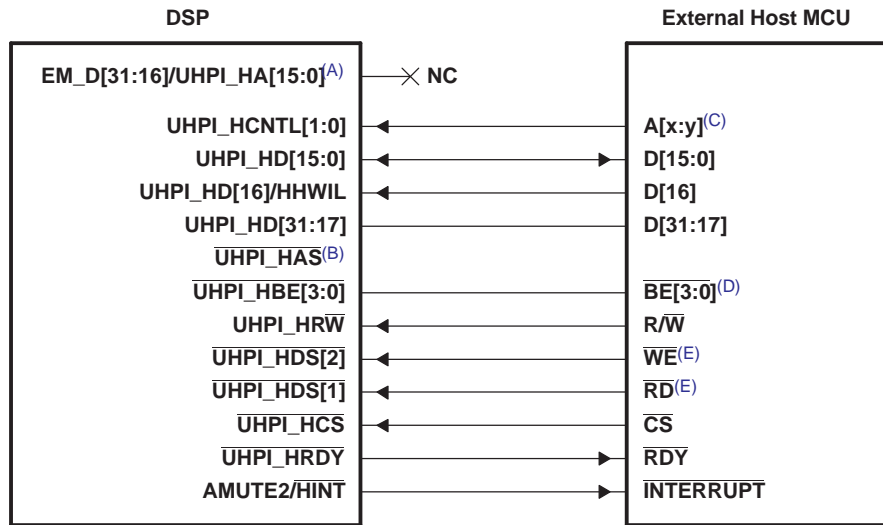 DSP External Host MCU
EM_D[31:16]/UHPI_HA[15:0](A) NC
UHPI_HCNTL[1:0] A[x:y](C)
UHPI_HD[15:0] D[15:0]
UHPI_HD[16]/HHWIL D[16]
UHPI_HD[31:17] D[31:17]
UHPI_HAS(B)
UHPI_HBE[3:0] BE[3:0](D)
UHPI_HRW R/W
UHPI_HDS[2] WE(E)
UHPI_HDS[1] RD(E)
UHPI_HCS CS
UHPI_HRDY RDY
AMUTE2/HINT INTERRUPT